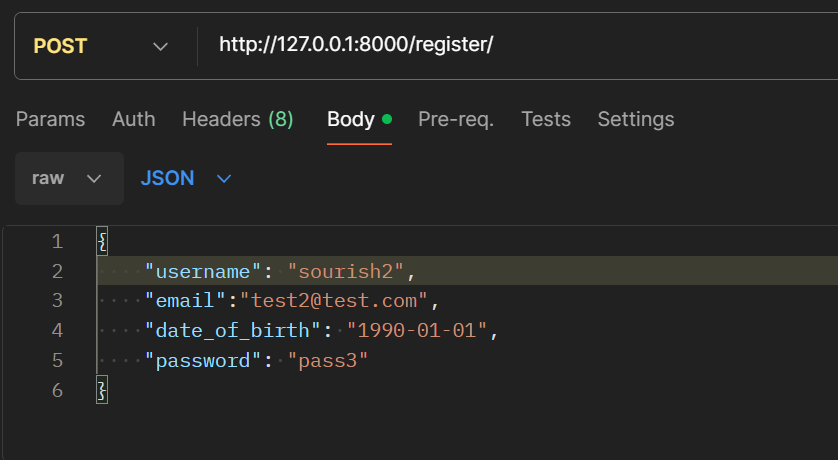 POST http://127.0.0.1:8000/register/
Params Auth Headers (8) Body Pre-req. Tests Settings
raw JSON
1 {
2 "username": "sourish2",
3 "email":"test2@test.com",
4 "date_of_birth": "1990-01-01",
5 "password": "pass3"
6 }